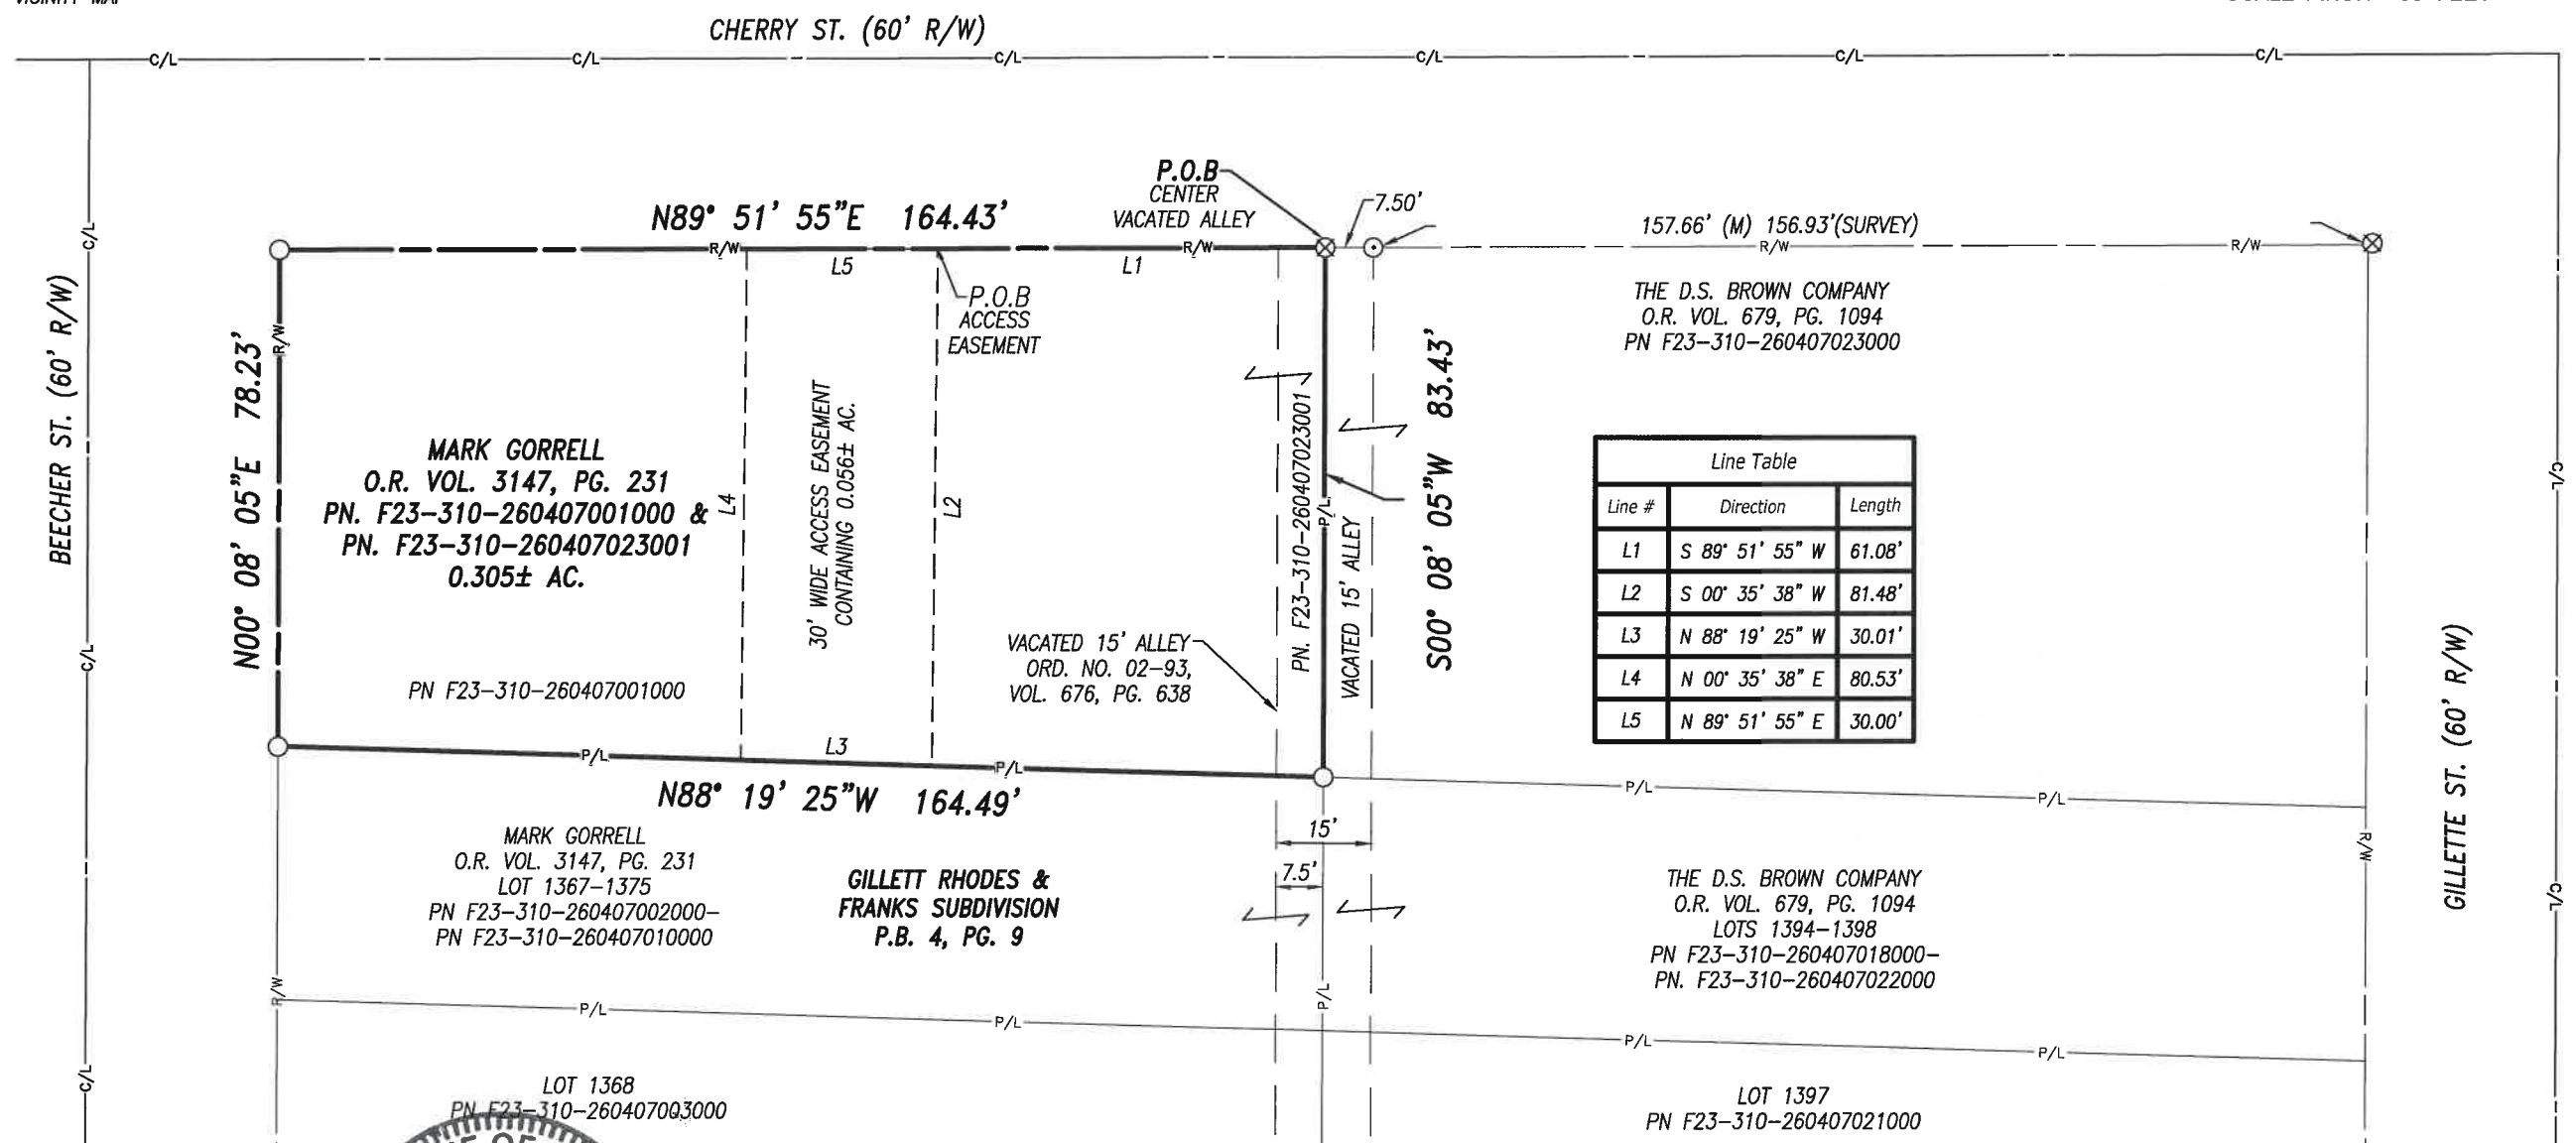 CHERRY ST. (60' R/W)
C/L
C/L
C/L
C/L
C/L
C/L
P.O.B
CENTER
VACATED ALLEY
7.50'
N89° 51' 55"E 164.43'
157.66' (M) 156.93'(SURVEY)
R/W
R/W
R/W
R/W
L5
L1
P.O.B
ACCESS
EASEMENT
THE D.S. BROWN COMPANY
O.R. VOL. 679, PG. 1094
PN F23-310-260407023000
BEECHER ST. (60' R/W)
C/L
C/L
C/L
N00° 08' 05"E 78.23'
R/W
MARK GORRELL
O.R. VOL. 3147, PG. 231
PN. F23-310-260407001000 &
PN. F23-310-260407023001
0.305± AC.
PN F23-310-260407001000
L4
30' WIDE ACCESS EASEMENT
CONTAINING 0.056± AC.
L2
VACATED 15' ALLEY
ORD. NO. 02-93,
VOL. 676, PG. 638
PN. F23-310-260407023001
P/L
VACATED 15' ALLEY
S00° 08' 05"W 83.43'
Line Table
Line # Direction Length
L1 S 89° 51' 55" W 61.08'
L2 S 00° 35' 38" W 81.48'
L3 N 88° 19' 25" W 30.01'
L4 N 00° 35' 38" E 80.53'
L5 N 89° 51' 55" E 30.00'
GILLETTE ST. (60' R/W)
C/L
C/L
R/W
P/L
L3
P/L
N88° 19' 25"W 164.49'
P/L
P/L
15'
7.5'
MARK GORRELL
O.R. VOL. 3147, PG. 231
LOT 1367-1375
PN F23-310-260407002000-
PN F23-310-260407010000
GILLETT RHODES &
FRANKS SUBDIVISION
P.B. 4, PG. 9
THE D.S. BROWN COMPANY
O.R. VOL. 679, PG. 1094
LOTS 1394-1398
PN F23-310-260407018000-
PN. F23-310-260407022000
R/W
P/L
P/L
P/L
P/L
P/L
LOT 1368
PN F23-310-260407003000
LOT 1397
PN F23-310-260407021000